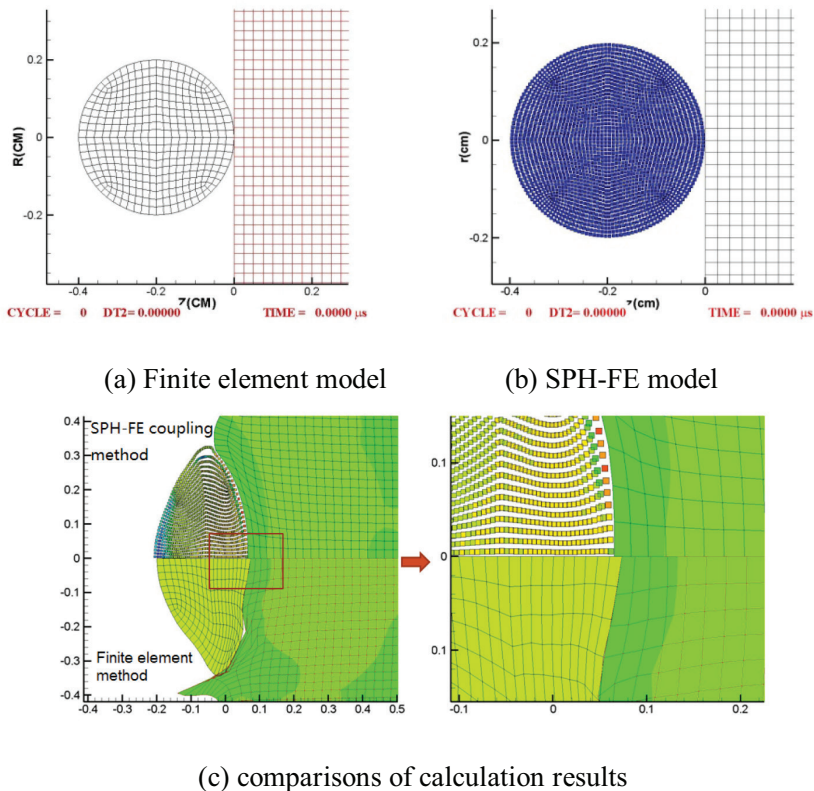 0.2
0
-0.2
R(CM)
-0.4 -0.2 0 0.2
Z(CM)
CYCLE = 0 DT2= 0.00000 TIME = 0.0000 μs
0.2
0
-0.2
r(cm)
-0.4 -0.2 0
z(cm)
CYCLE = 0 DT2= 0.00000 TIME = 0.0000 μs
(a) Finite element model
(b) SPH-FE model
0.4
0.3
0.2
0.1
0
-0.1
-0.2
-0.3
-0.4
SPH-FE coupling
method
Finite element
method
-0.4 -0.3 -0.2 -0.1 0 0.1 0.2 0.3 0.4 0.5
0.1
0
0.1
-0.1 0 0.1 0.2
(c) comparisons of calculation results